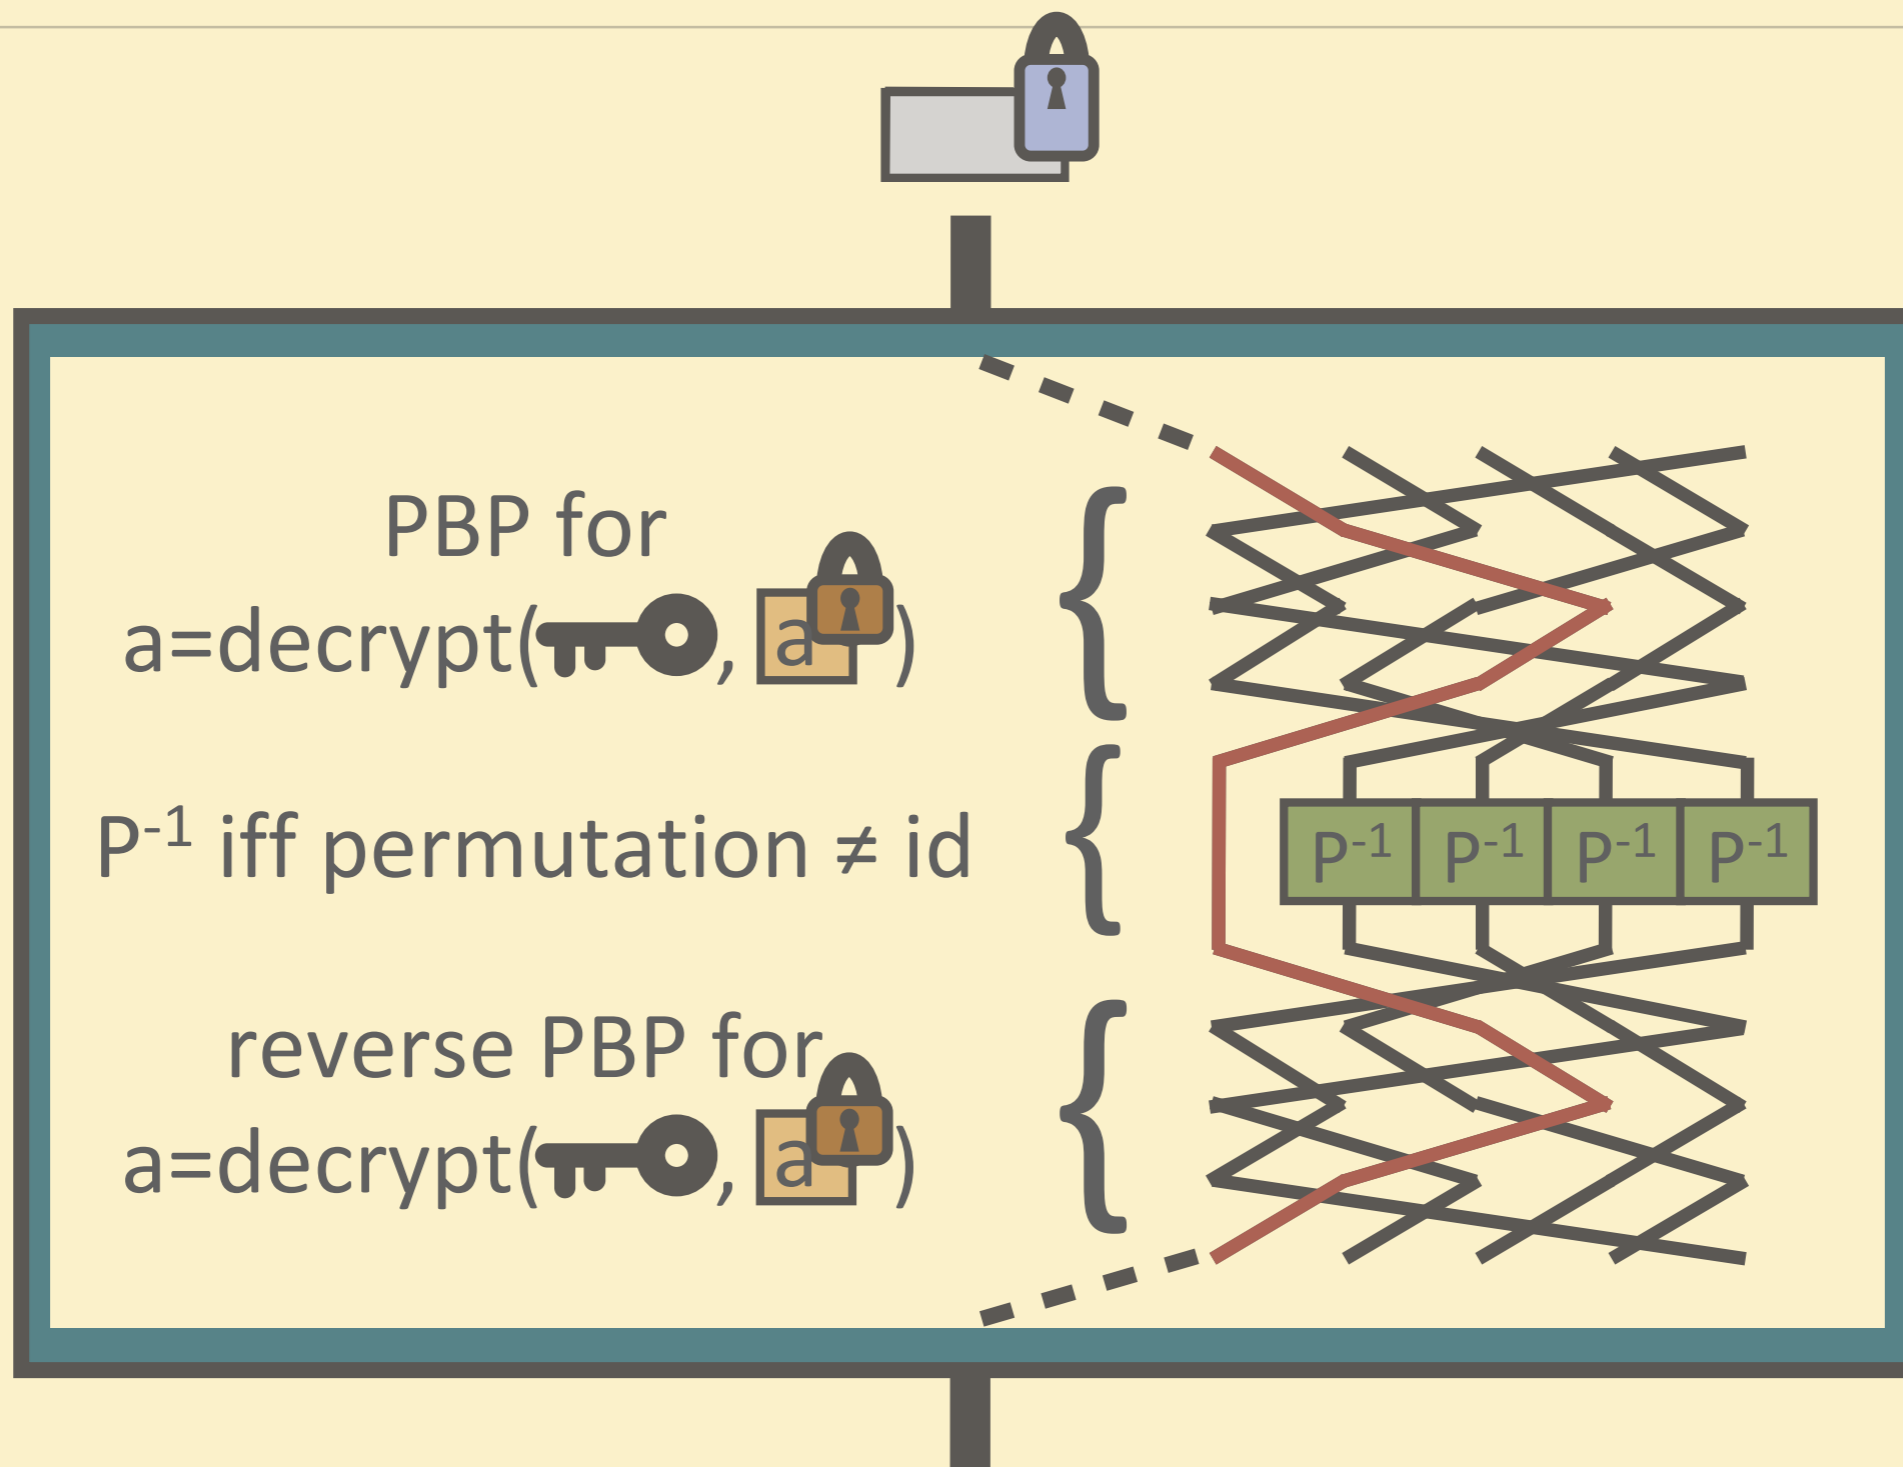 PBP for
a=decrypt( , a )
P⁻¹ iff permutation ≠ id
P⁻¹ P⁻¹ P⁻¹ P⁻¹
reverse PBP for
a=decrypt( , a )